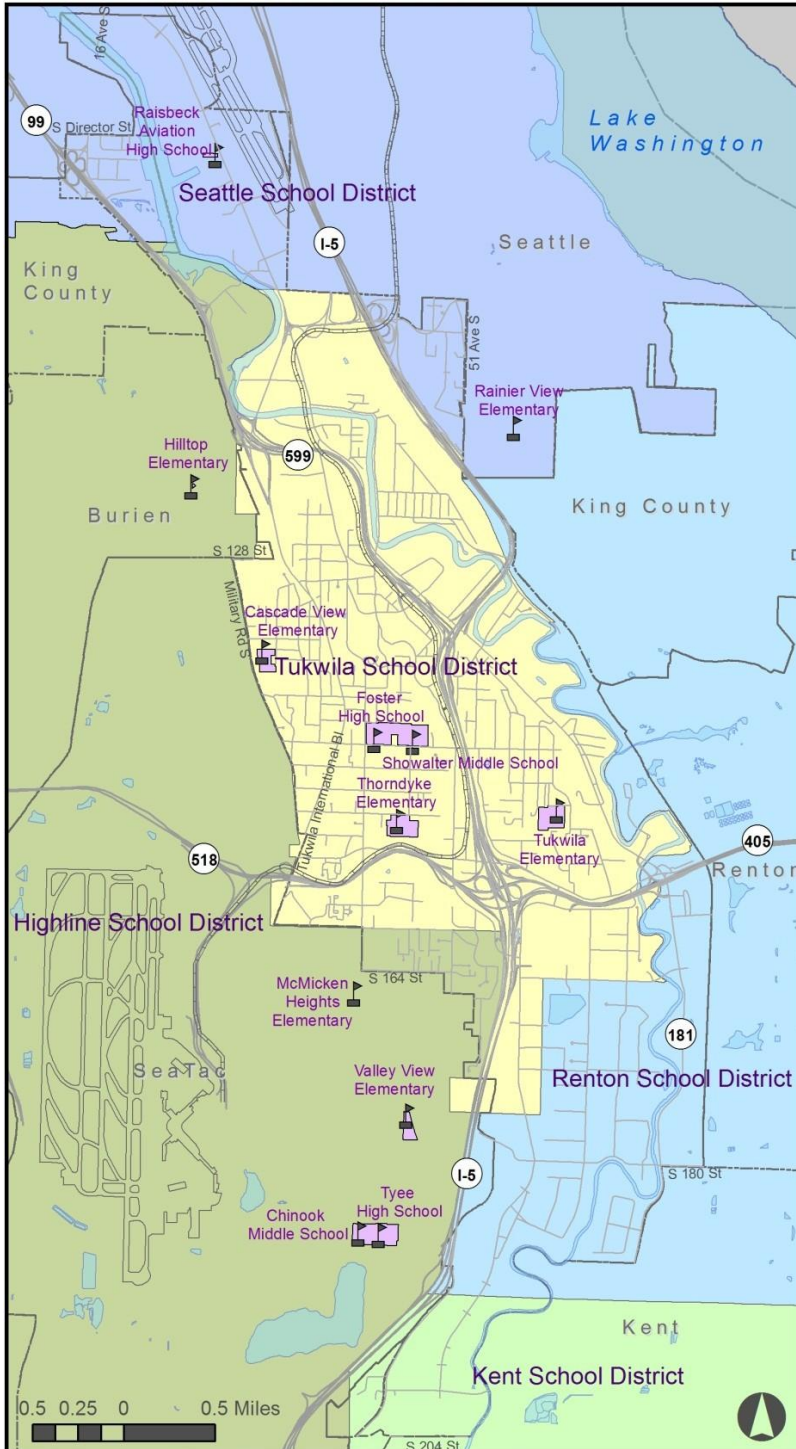 16 Ave S
99
S Director St
Raisbeck
Aviation
High School
Seattle School District
Lake
Washington
I-5
Seattle
King
County
51 Ave S
Rainier View
Elementary
Hilltop
Elementary
599
Burien
King County
S 128 St
Military Rd S
Cascade View
Elementary
Tukwila School District
Foster
High School
Showalter Middle School
Tukwila International Bl
Thorndyke
Elementary
Tukwila
Elementary
518
405
Renton
Highline School District
S 164 St
McMicken
Heights
Elementary
181
SeaTac
Valley View
Elementary
Renton School District
I-5
S 180 St
Tyee
High School
Chinook
Middle School
Kent
Kent School District
0.5 0.25 0 0.5 Miles
S 204 St